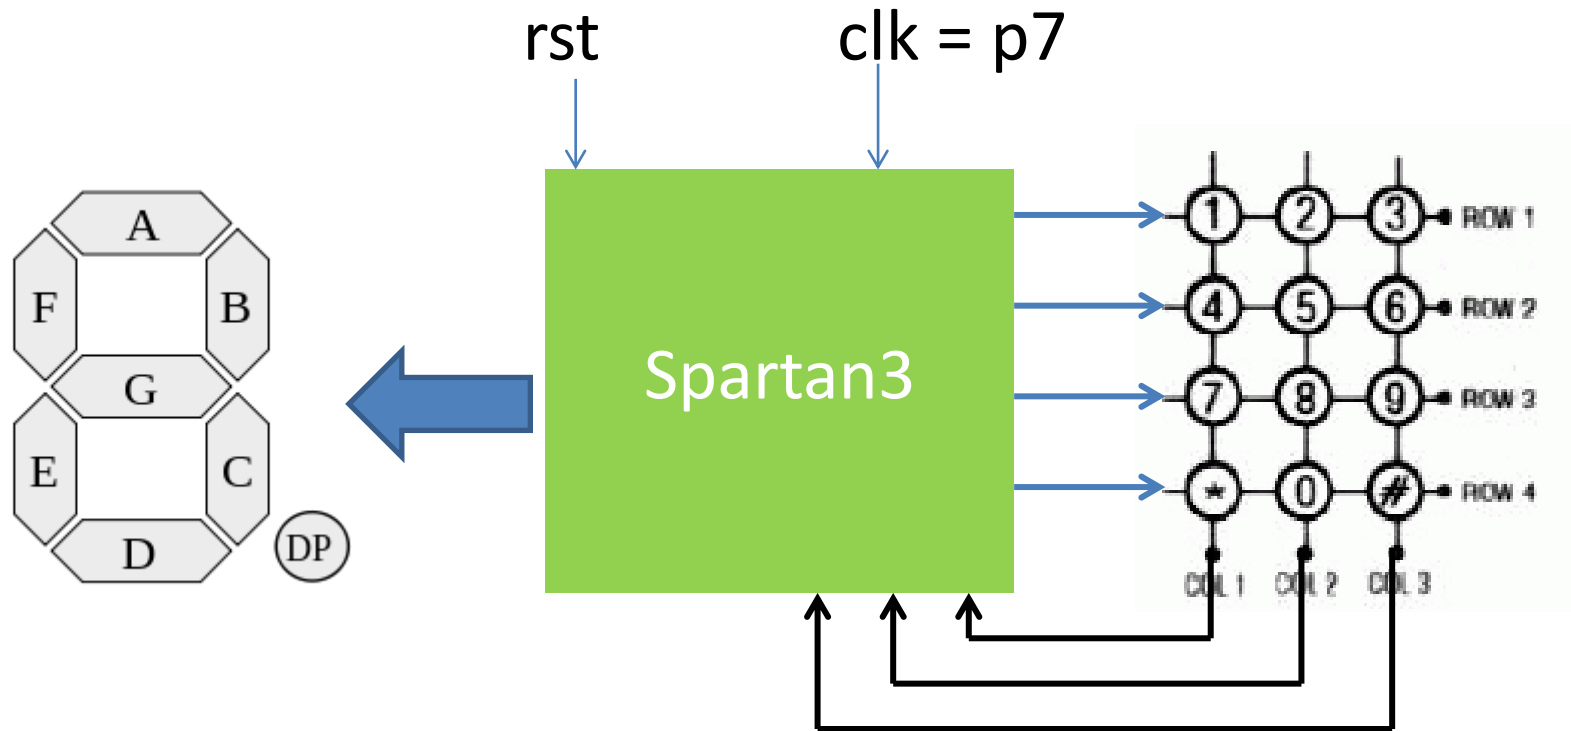 rst
clk = p7
A
F
B
G
E
C
D
DP
Spartan3
1 2 3 ROW 1
4 5 6 ROW 2
7 8 9 ROW 3
* 0 # ROW 4
COL 1 COL 2 COL 3